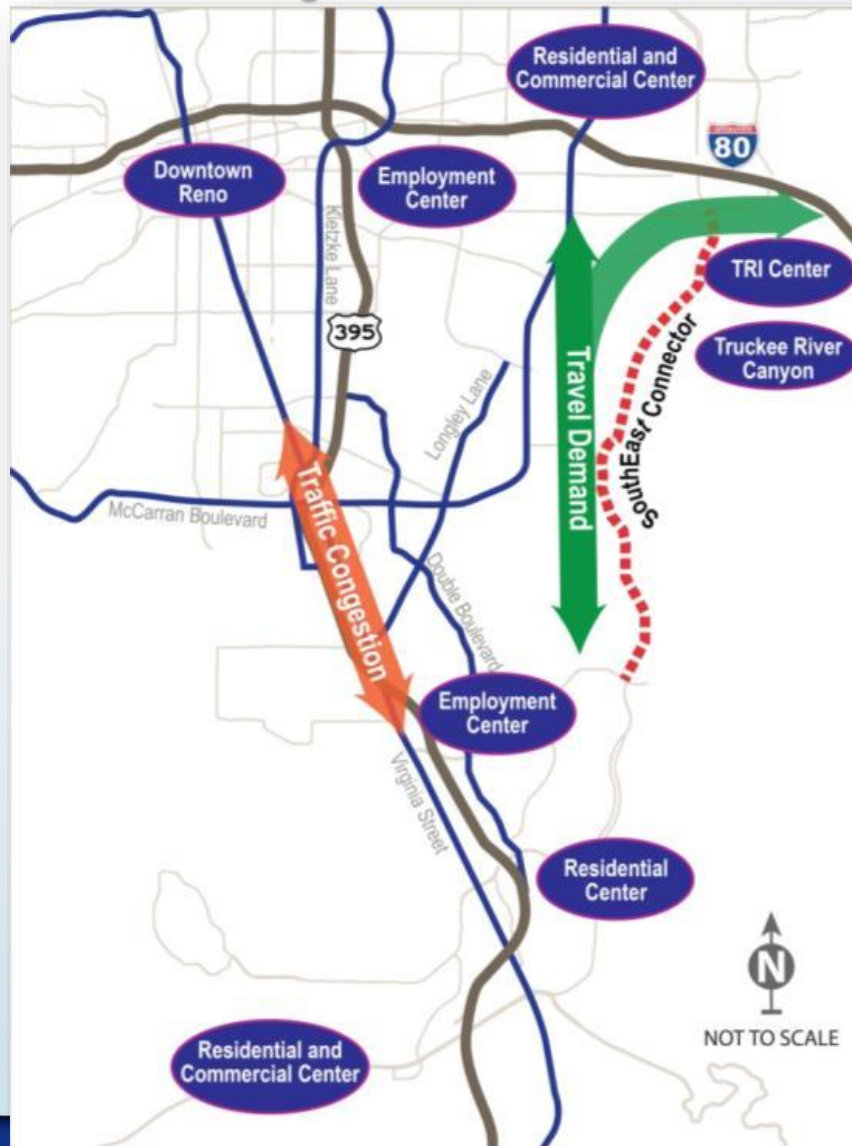 Residential and
Commercial Center
80
Downtown
Reno
Employment
Center
Kietzke Lane
TRI Center
395
Truckee River
Canyon
SouthEast Connector
Travel Demand
Longley Lane
Traffic Congestion
McCarran Boulevard
Double Boulevard
Employment
Center
Virginia Street
Residential
Center
N
NOT TO SCALE
Residential and
Commercial Center